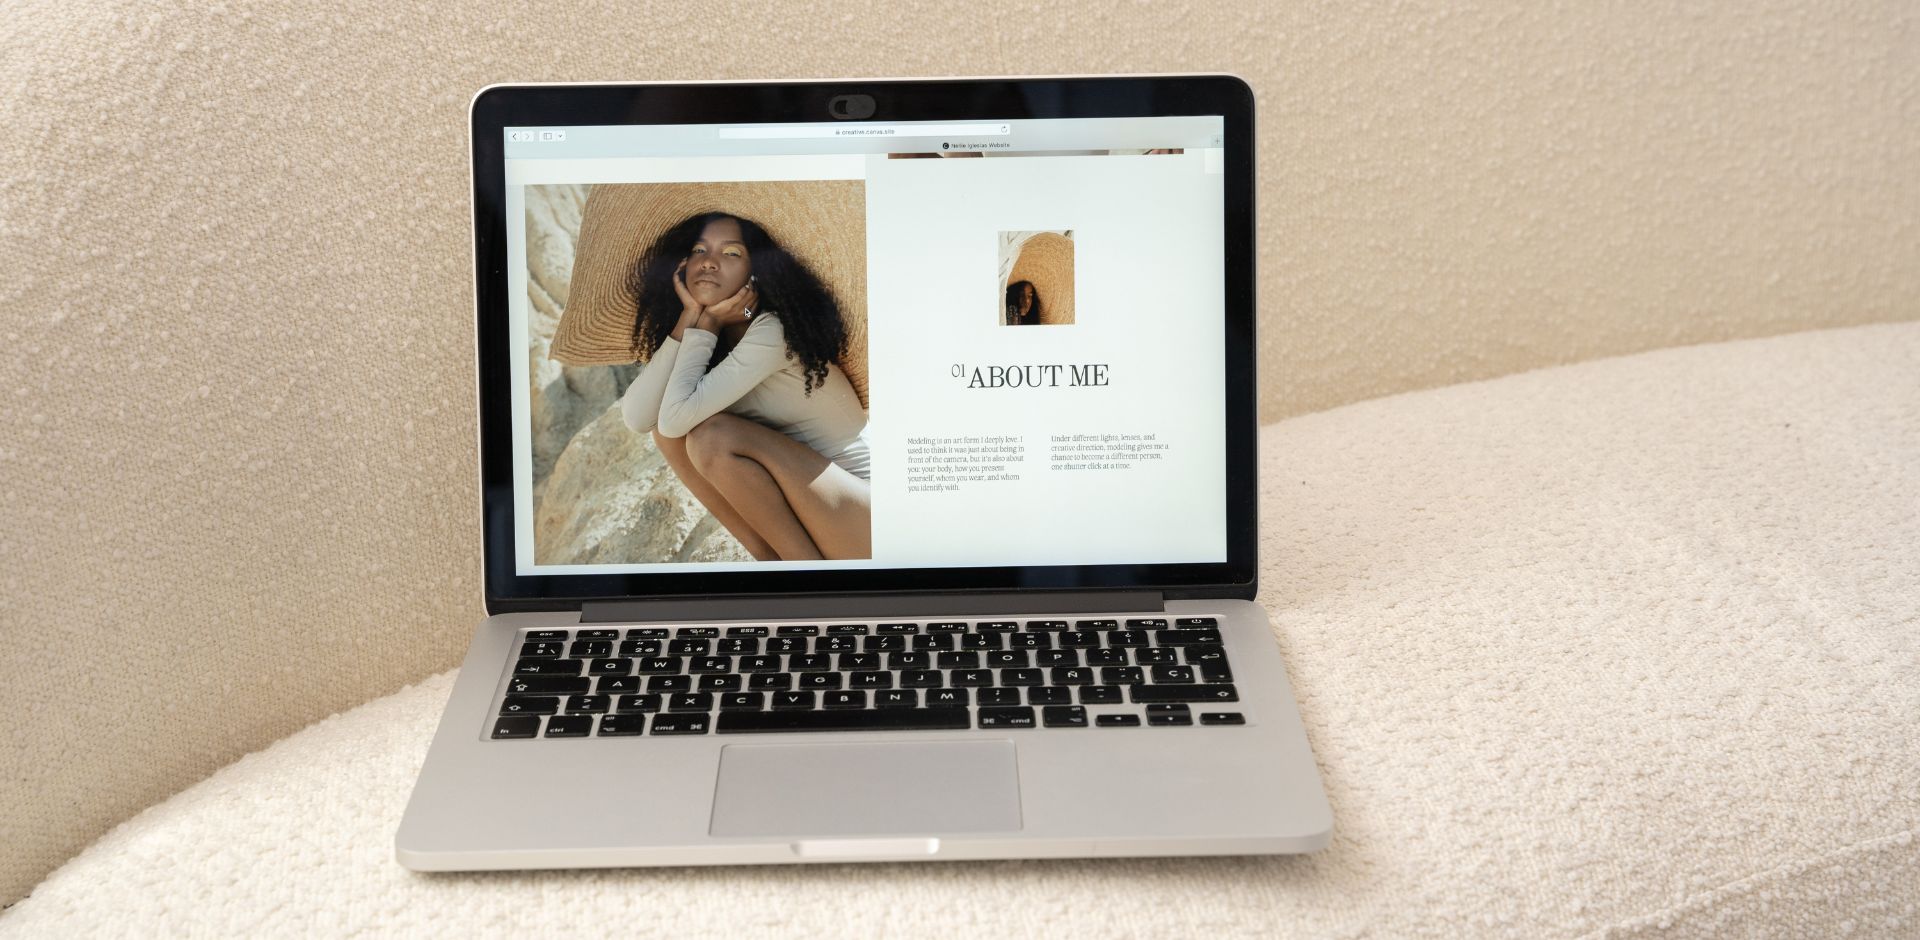 creative.canva.site
Nellie Iglesias Website
01 ABOUT ME
Modeling is an art form I deeply love. I
used to think it was just about being in
front of the camera, but it's also about
you: your body, how you present
yourself, whom you wear, and whom
you identify with.
Under different lights, lenses, and
creative direction, modeling gives me a
chance to become a different person,
one shutter click at a time.
esc
Q W E € R T Y U I O P
A S D F G H J K L Ñ
Z X C V B N M
fn ctrl alt cmd ⌘ ⌘ cmd alt